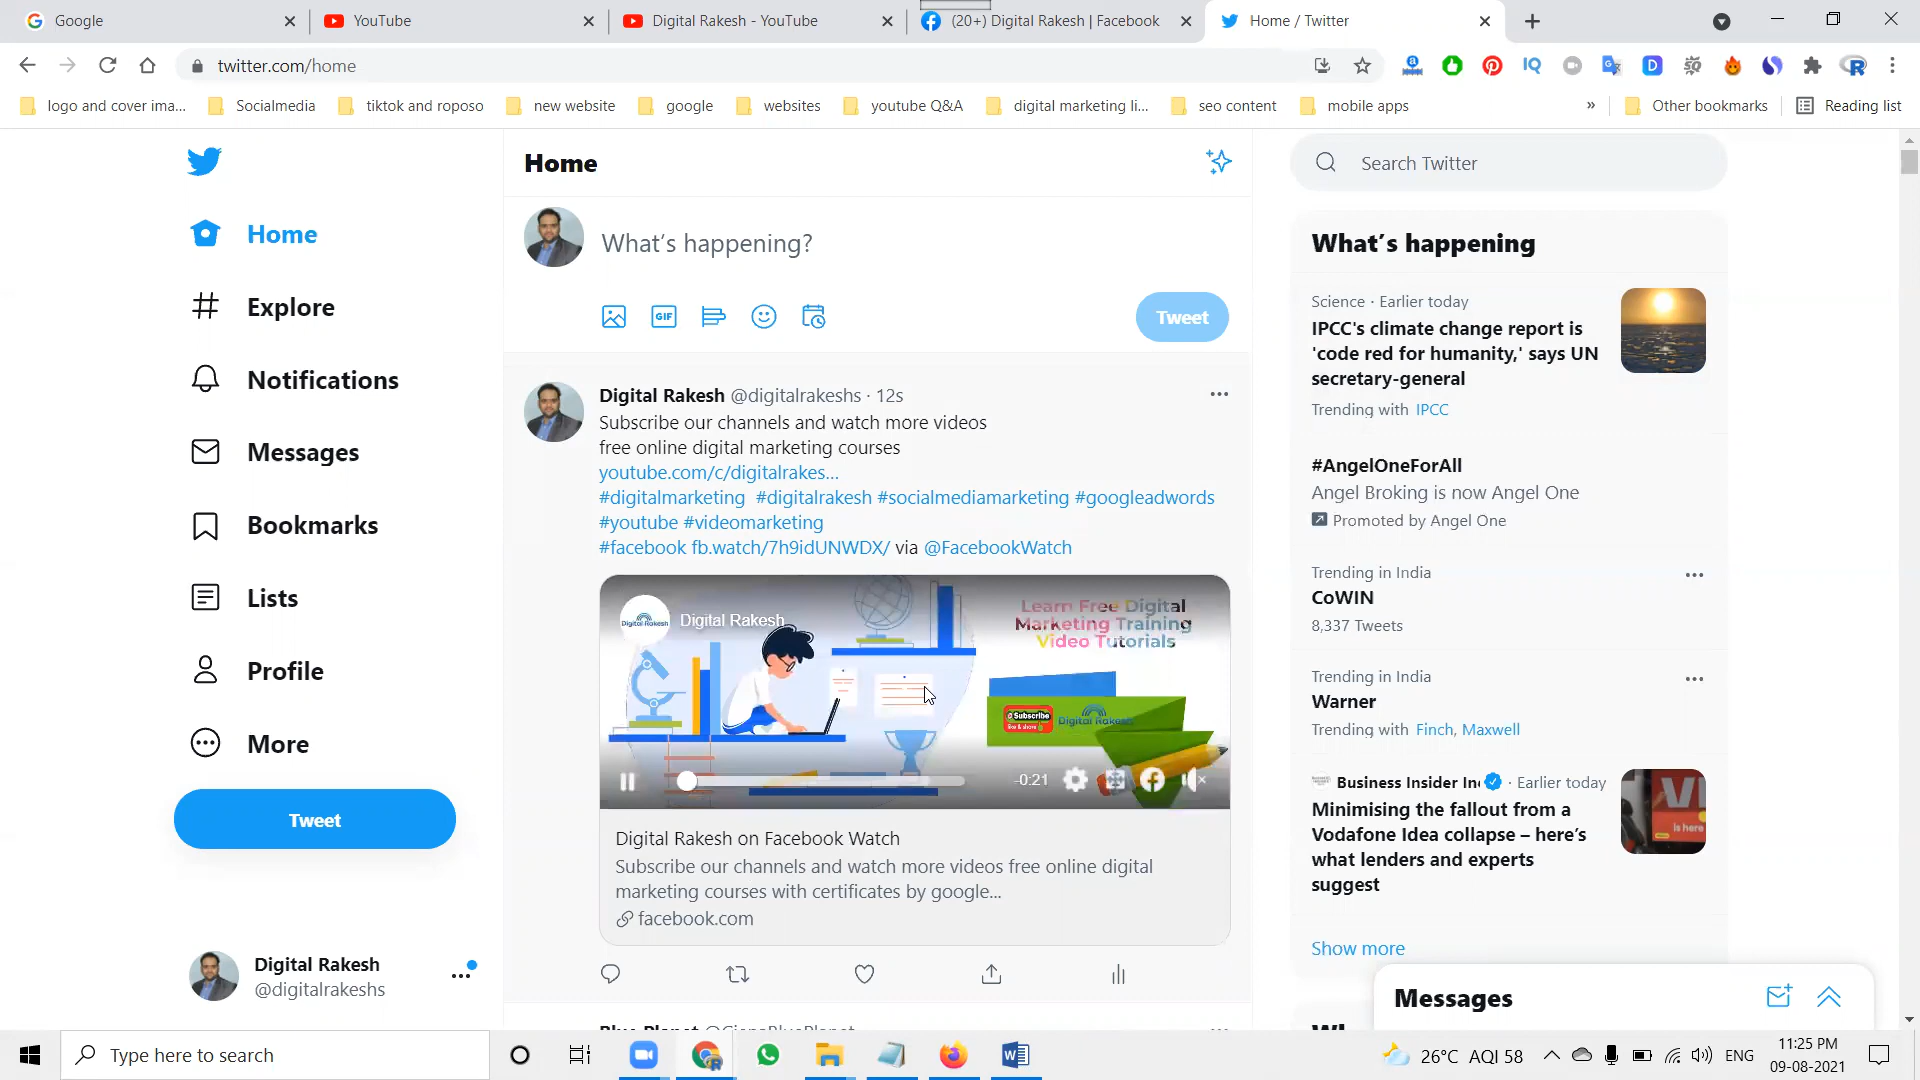 Google
YouTube
Digital Rakesh - YouTube
(20+) Digital Rakesh | Facebook
Home / Twitter
twitter.com/home
logo and cover ima...
Socialmedia
tiktok and roposo
new website
google
websites
youtube Q&A
digital marketing li...
seo content
mobile apps
»
Other bookmarks
Reading list
Home
Explore
Notifications
Messages
Bookmarks
Lists
Profile
More
Tweet
Digital Rakesh
@digitalrakeshs
Home
What's happening?
GIF
Tweet
Digital Rakesh @digitalrakeshs · 12s
Subscribe our channels and watch more videos
free online digital marketing courses
youtube.com/c/digitalrakes...
#digitalmarketing #digitalrakesh #socialmediamarketing #googleadwords
#youtube #videomarketing
#facebook fb.watch/7h9idUNWDX/ via @FacebookWatch
Digital Rakesh
Digital Rakesh
Learn Free Digital
Marketing Training
Video Tutorials
Subscribe
Digital Rakesh
-0:21
Digital Rakesh on Facebook Watch
Subscribe our channels and watch more videos free online digital
marketing courses with certificates by google...
facebook.com
Search Twitter
What's happening
Science · Earlier today
IPCC's climate change report is
'code red for humanity,' says UN
secretary-general
Trending with IPCC
#AngelOneForAll
Angel Broking is now Angel One
Promoted by Angel One
Trending in India
CoWIN
8,337 Tweets
Trending in India
Warner
Trending with Finch, Maxwell
Business Insider In · Earlier today
Minimising the fallout from a
Vodafone Idea collapse – here's
what lenders and experts
suggest
is here
Show more
Messages
Type here to search
26°C AQI 58
ENG
11:25 PM
09-08-2021